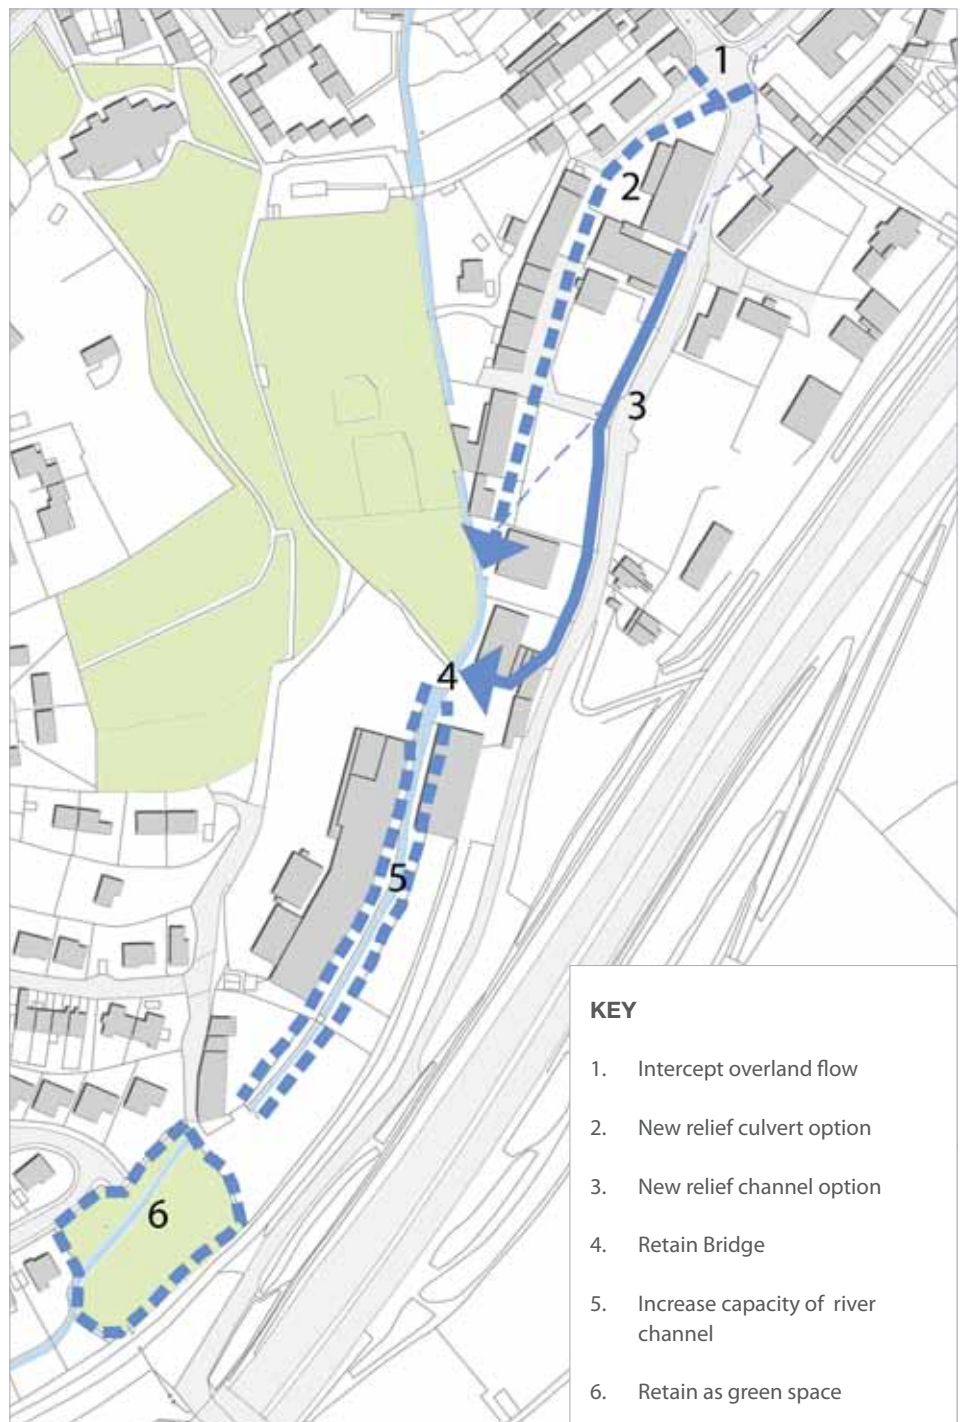 1
2
3
4
5
6
KEY
1. Intercept overland flow
2. New relief culvert option
3. New relief channel option
4. Retain Bridge
5. Increase capacity of river
channel
6. Retain as green space